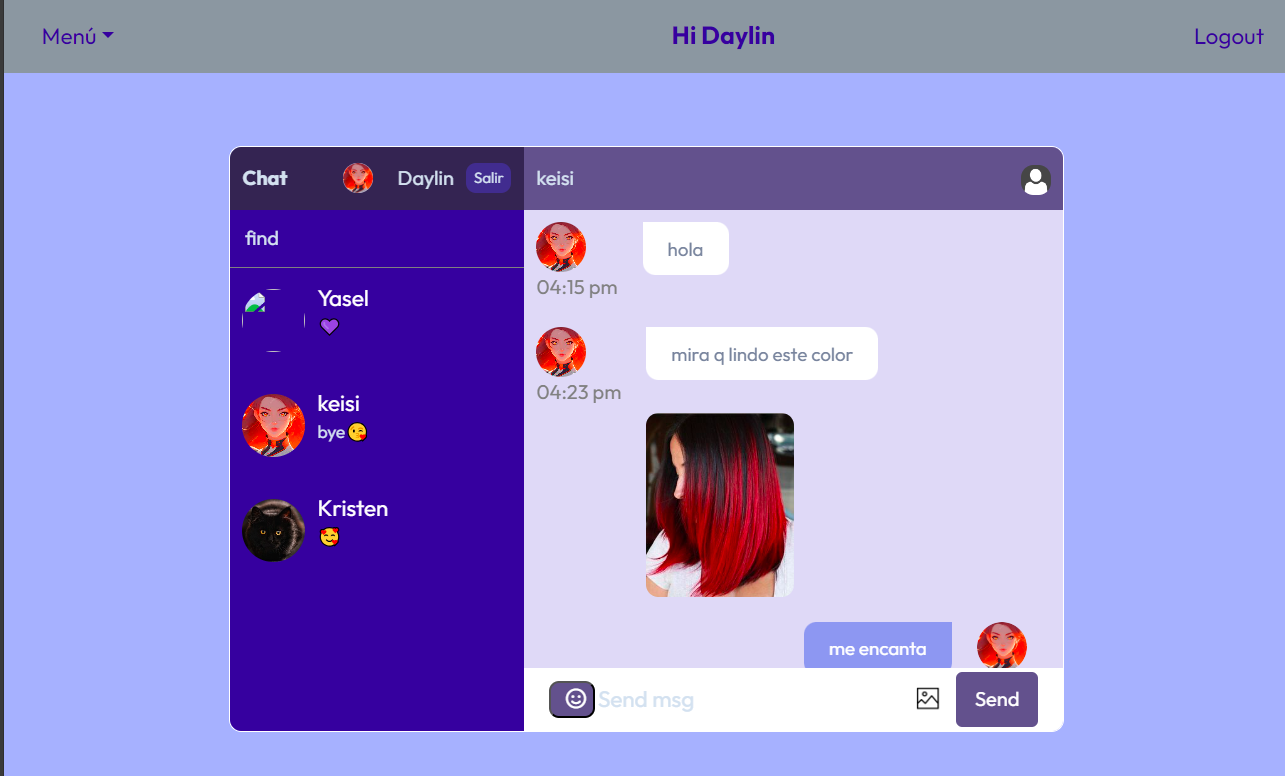 Menú
Hi Daylin
Logout
Chat
Daylin
Salir
find
Yasel
💜
keisi
bye 😘
Kristen
🥰
keisi
hola
04:15 pm
mira q lindo este color
04:23 pm
me encanta
Send msg
Send